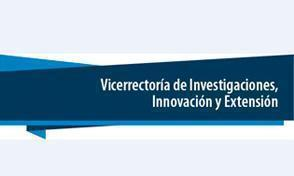 Vicerrectoría de Investigaciones,
Innovación y Extensión